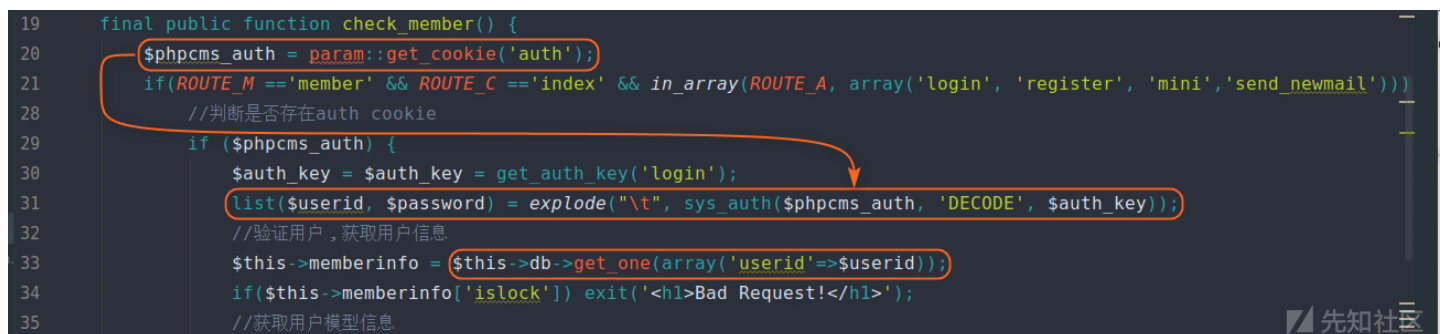 19 final public function check_member() {
20 $phpcms_auth = param::get_cookie('auth');
21 if(ROUTE_M =='member' && ROUTE_C =='index' && in_array(ROUTE_A, array('login', 'register', 'mini','send_newmail')))
28 //判断是否存在auth cookie
29 if ($phpcms_auth) {
30 $auth_key = $auth_key = get_auth_key('login');
31 list($userid, $password) = explode("\t", sys_auth($phpcms_auth, 'DECODE', $auth_key));
32 //验证用户，获取用户信息
33 $this->memberinfo = $this->db->get_one(array('userid'=>$userid));
34 if($this->memberinfo['islock']) exit('<h1>Bad Request!</h1>');
35 //获取用户模型信息
先知社区